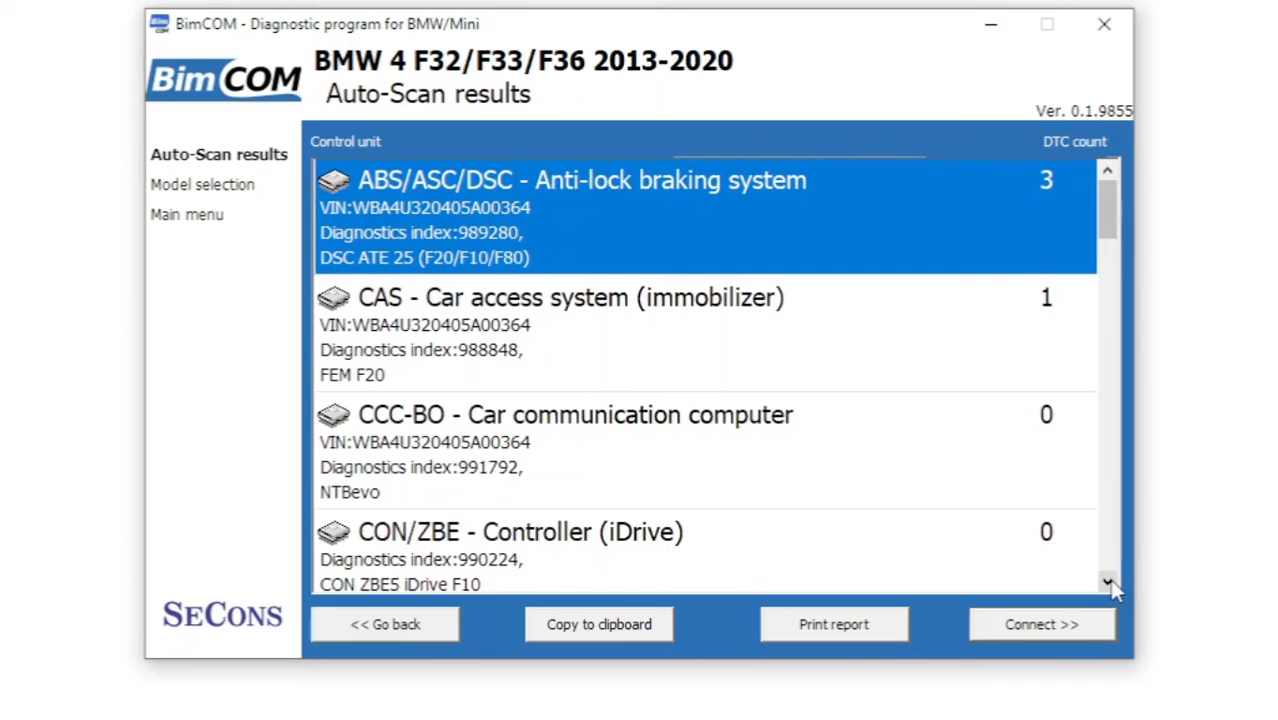 BimCOM - Diagnostic program for BMW/Mini
BimCOM
BMW 4 F32/F33/F36 2013-2020
Auto-Scan results
Ver. 0.1.9855
Auto-Scan results
Model selection
Main menu
SECONS
Control unit DTC count
ABS/ASC/DSC - Anti-lock braking system 3
VIN:WBA4U320405A00364
Diagnostics index:989280,
DSC ATE 25 (F20/F10/F80)
CAS - Car access system (immobilizer) 1
VIN:WBA4U320405A00364
Diagnostics index:988848,
FEM F20
CCC-BO - Car communication computer 0
VIN:WBA4U320405A00364
Diagnostics index:991792,
NTBevo
CON/ZBE - Controller (iDrive) 0
Diagnostics index:990224,
CON ZBE5 iDrive F10
<< Go back
Copy to clipboard
Print report
Connect >>